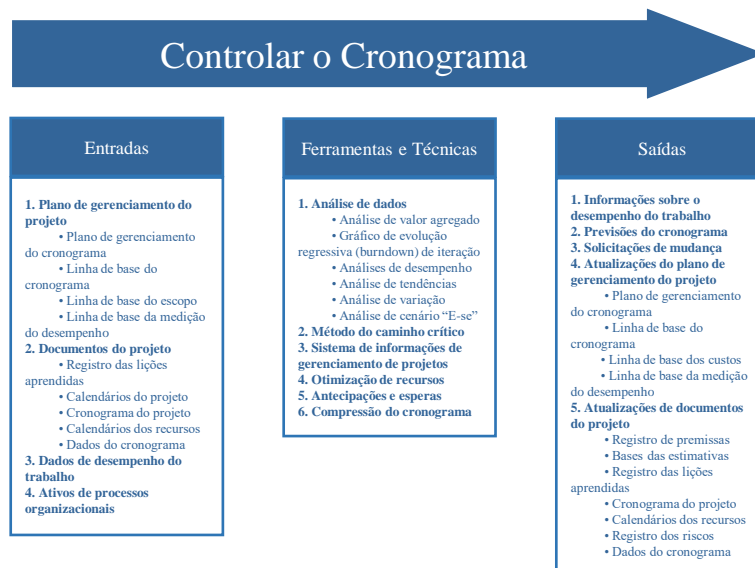 Controlar o Cronograma
Entradas
1. Plano de gerenciamento do
projeto
• Plano de gerenciamento
do cronograma
• Linha de base do
cronograma
• Linha de base do escopo
• Linha de base da medição
do desempenho
2. Documentos do projeto
• Registro das lições
aprendidas
• Calendários do projeto
• Cronograma do projeto
• Calendários dos recursos
• Dados do cronograma
3. Dados de desempenho do
trabalho
4. Ativos de processos
organizacionais
Ferramentas e Técnicas
1. Análise de dados
• Análise de valor agregado
• Gráfico de evolução
regressiva (burndown) de iteração
• Análises de desempenho
• Análise de tendências
• Análise de variação
• Análise de cenário “E-se”
2. Método do caminho crítico
3. Sistema de informações de
gerenciamento de projetos
4. Otimização de recursos
5. Antecipações e esperas
6. Compressão do cronograma
Saídas
1. Informações sobre o
desempenho do trabalho
2. Previsões do cronograma
3. Solicitações de mudança
4. Atualizações do plano de
gerenciamento do projeto
• Plano de gerenciamento
do cronograma
• Linha de base do
cronograma
• Linha de base dos custos
• Linha de base da medição
do desempenho
5. Atualizações de documentos
do projeto
• Registro de premissas
• Bases das estimativas
• Registro das lições
aprendidas
• Cronograma do projeto
• Calendários dos recursos
• Registro dos riscos
• Dados do cronograma